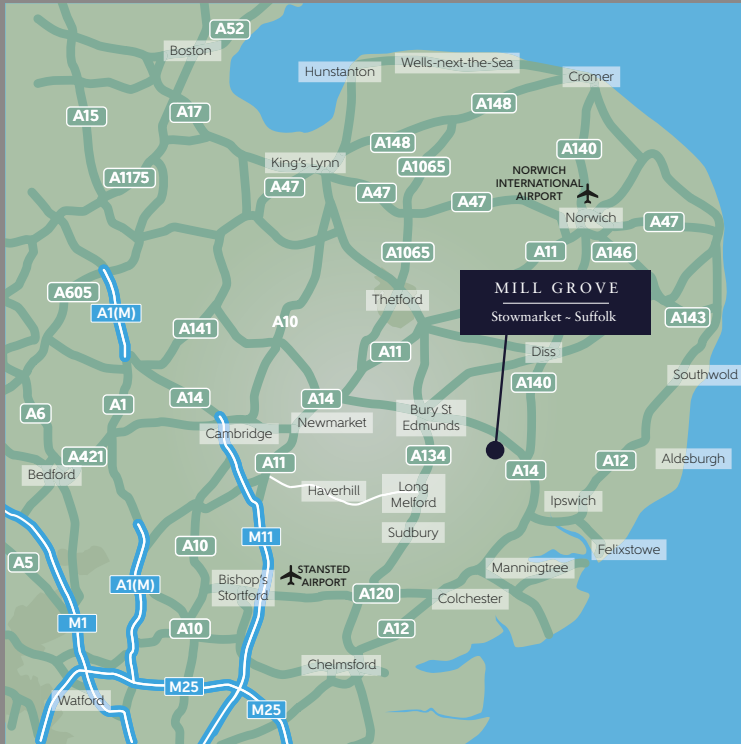 A52
Boston
Wells-next-the-Sea
Hunstanton
Cromer
A148
A15
A17
A148
A140
King's Lynn
A1065
A1175
NORWICH
INTERNATIONAL
AIRPORT
A47
A47
A47
Norwich
A47
A1065
A11
A146
A605
Thetford
MILL GROVE
Stowmarket ~ Suffolk
A1(M)
A10
A141
A143
A11
Diss
Southwold
A140
A14
A14
A1
A6
Bury St
Edmunds
Newmarket
Cambridge
A421
A134
A12
Aldeburgh
A11
A14
Bedford
Haverhill
Long
Melford
Ipswich
Sudbury
M11
A10
Felixstowe
A5
Manningtree
STANSTED
AIRPORT
A1(M)
Bishop's
Stortford
A120
Colchester
M1
A10
A12
Chelmsford
M25
Watford
M25